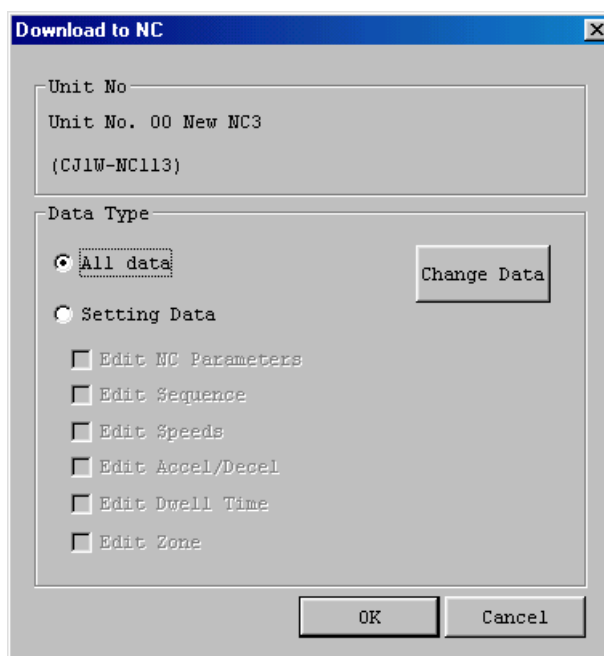 Download to NC
Unit No
Unit No. 00 New NC3
(CJ1W-NC113)
Data Type
All data
Change Data
Setting Data
Edit NC Parameters
Edit Sequence
Edit Speeds
Edit Accel/Decel
Edit Dwell Time
Edit Zone
OK
Cancel